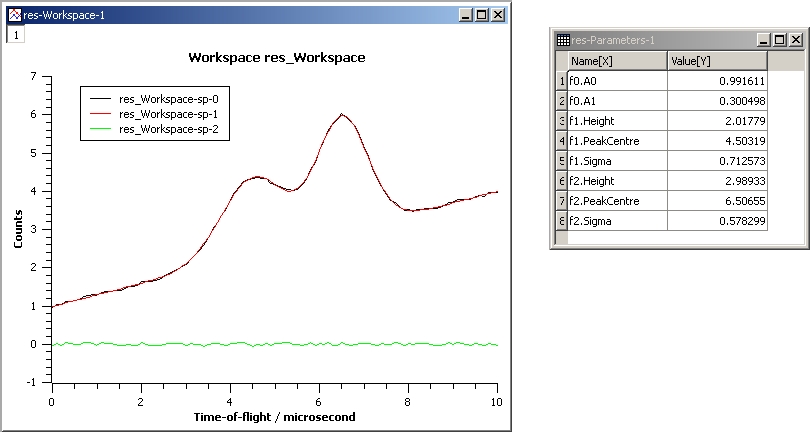 res-Workspace-1
1
Workspace res_Workspace
res_Workspace-sp-0
res_Workspace-sp-1
res_Workspace-sp-2
7
6
5
4
3
2
1
0
-1
Counts
0 2 4 6 8 10
Time-of-flight / microsecond
res-Parameters-1
Name[X] Value[Y]
1 f0.A0 0.991611
2 f0.A1 0.300498
3 f1.Height 2.01779
4 f1.PeakCentre 4.50319
5 f1.Sigma 0.712573
6 f2.Height 2.98933
7 f2.PeakCentre 6.50655
8 f2.Sigma 0.578299